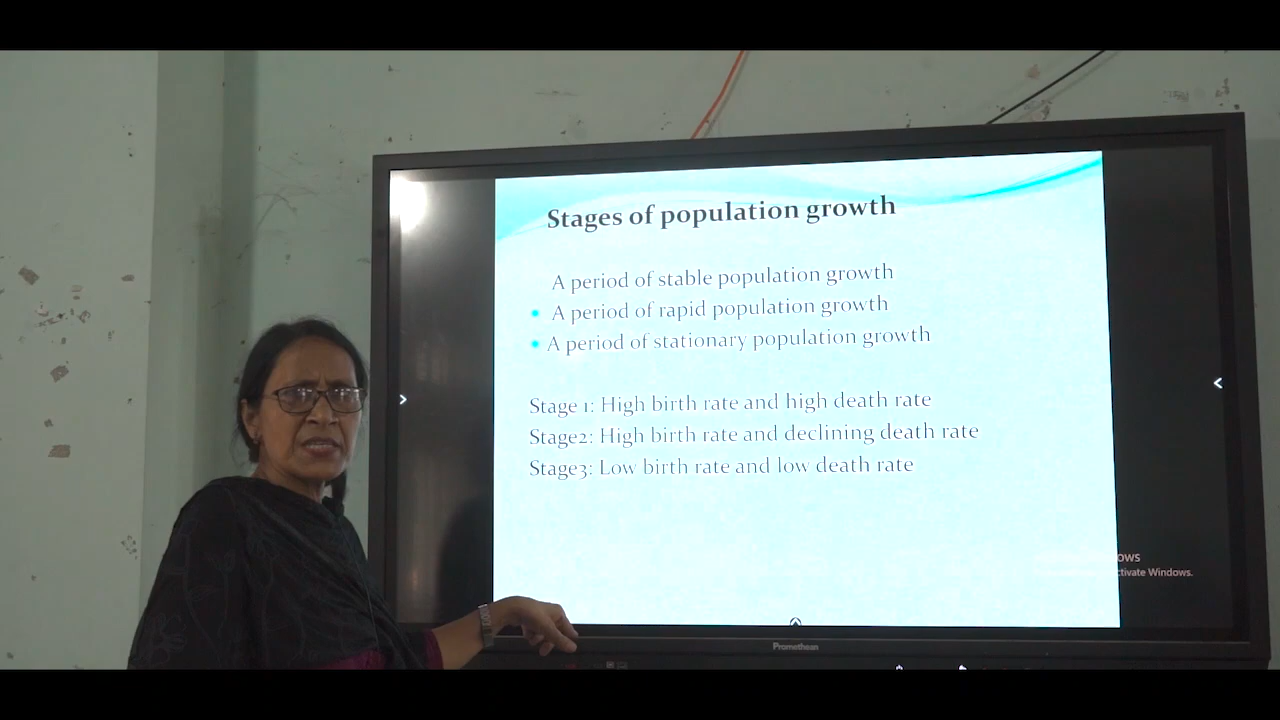 Stages of population growth
A period of stable population growth
• A period of rapid population growth
• A period of stationary population growth
Stage 1: High birth rate and high death rate
Stage2: High birth rate and declining death rate
Stage3: Low birth rate and low death rate
Windows.
Promethean